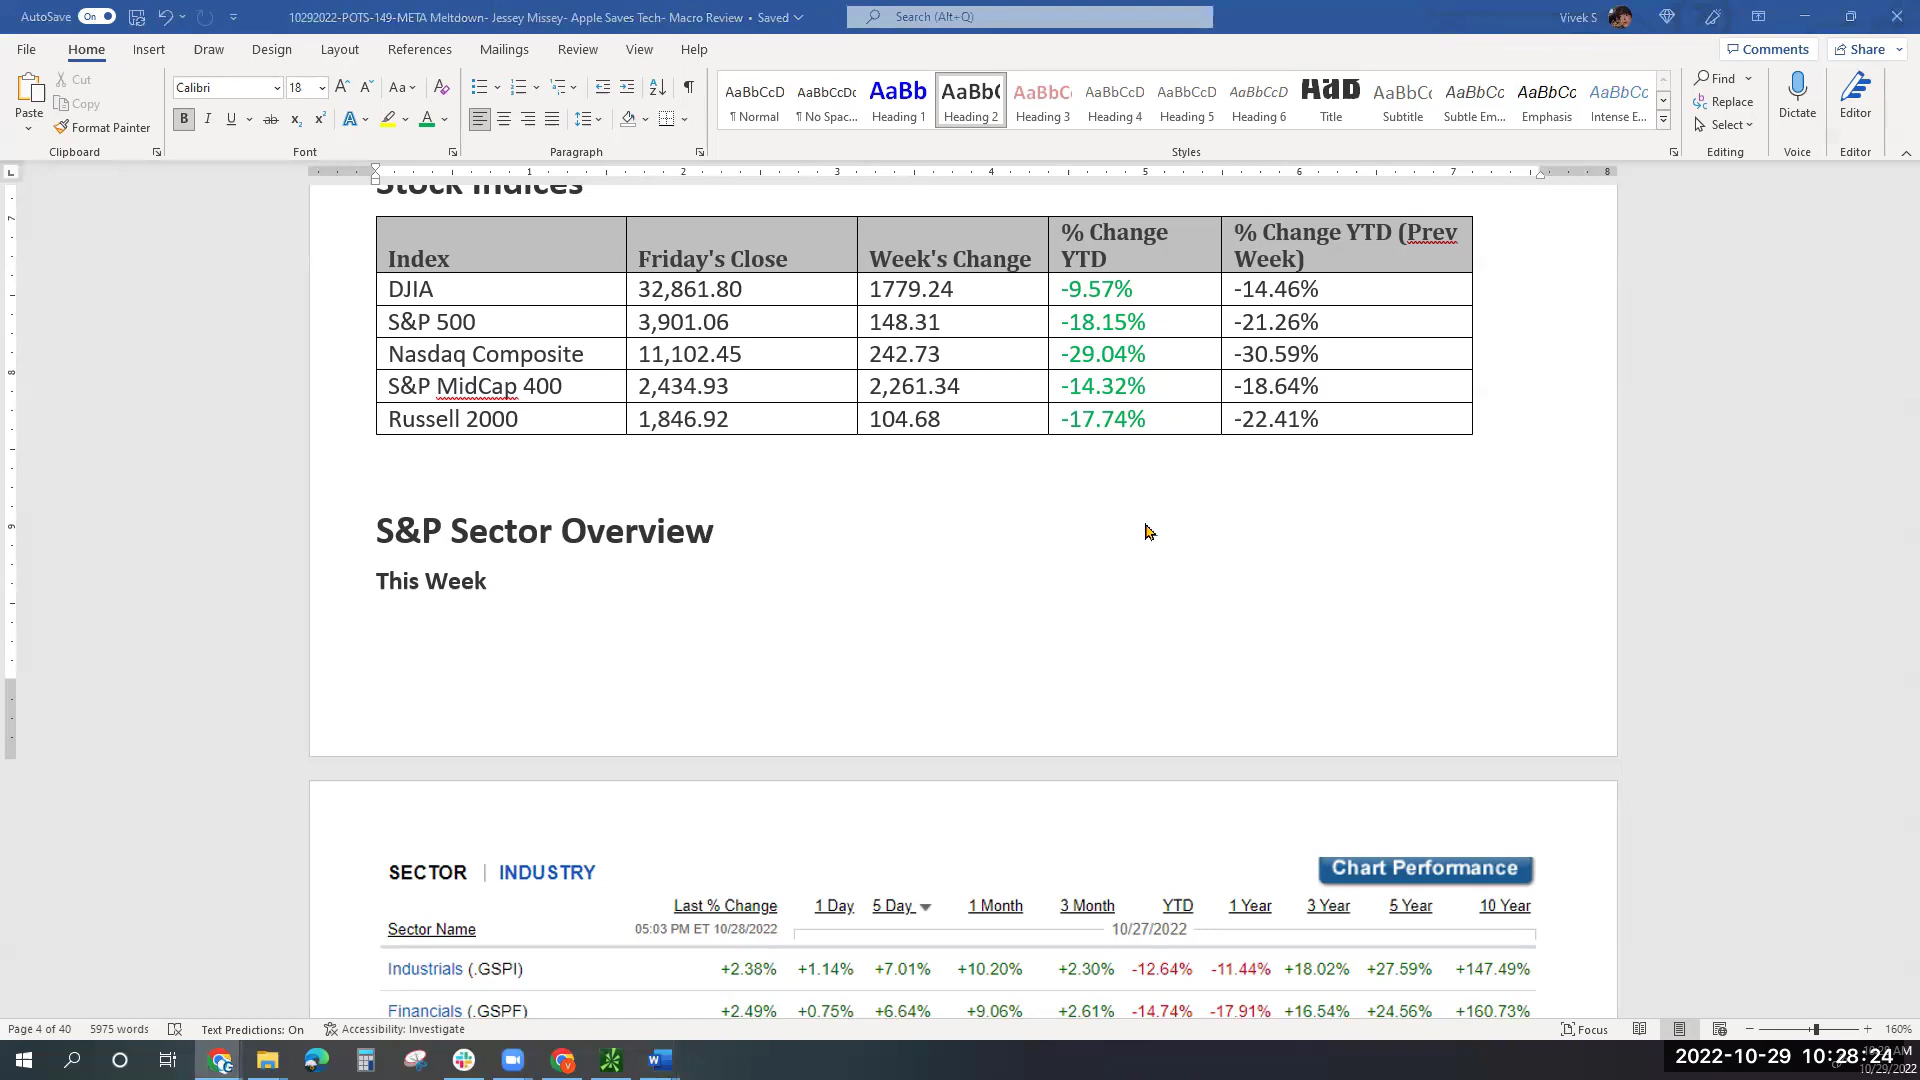 AutoSave On 10292022-POTS-149-META Meltdown- Jessey Missey- Apple Saves Tech- Macro Review • Saved Search (Alt+Q) Vivek S
File Home Insert Draw Design Layout References Mailings Review View Help Comments Share
Paste Cut Copy Format Painter Clipboard
Calibri 18 Font
Paragraph
AaBbCcD ¶ Normal
AaBbCcDc ¶ No Spac...
AaBb Heading 1
AaBb( Heading 2
AaBbC Heading 3
AaBbCcD Heading 4
AaBbCcD Heading 5
AaBbCcD Heading 6
AaB Title
AaBbCc Subtitle
AaBbCc Subtle Em...
AaBbCc Emphasis
AaBbCc Intense E...
Styles
Find Replace Select Editing
Dictate Voice
Editor Editor
1 2 3 4 5 6 7 8
Stock Indices
Index Friday's Close Week's Change % Change YTD % Change YTD (Prev Week)
DJIA 32,861.80 1779.24 -9.57% -14.46%
S&P 500 3,901.06 148.31 -18.15% -21.26%
Nasdaq Composite 11,102.45 242.73 -29.04% -30.59%
S&P MidCap 400 2,434.93 2,261.34 -14.32% -18.64%
Russell 2000 1,846.92 104.68 -17.74% -22.41%
S&P Sector Overview
This Week
SECTOR | INDUSTRY Chart Performance
Last % Change 1 Day 5 Day 1 Month 3 Month YTD 1 Year 3 Year 5 Year 10 Year
Sector Name 05:03 PM ET 10/28/2022 10/27/2022
Industrials (.GSPI) +2.38% +1.14% +7.01% +10.20% +2.30% -12.64% -11.44% +18.02% +27.59% +147.49%
Financials (.GSPF) +2.49% +0.75% +6.64% +9.06% +2.61% -14.74% -17.91% +16.54% +24.56% +160.73%
Page 4 of 40 5975 words Text Predictions: On Accessibility: Investigate Focus 160%
2022-10-29 10:28:24